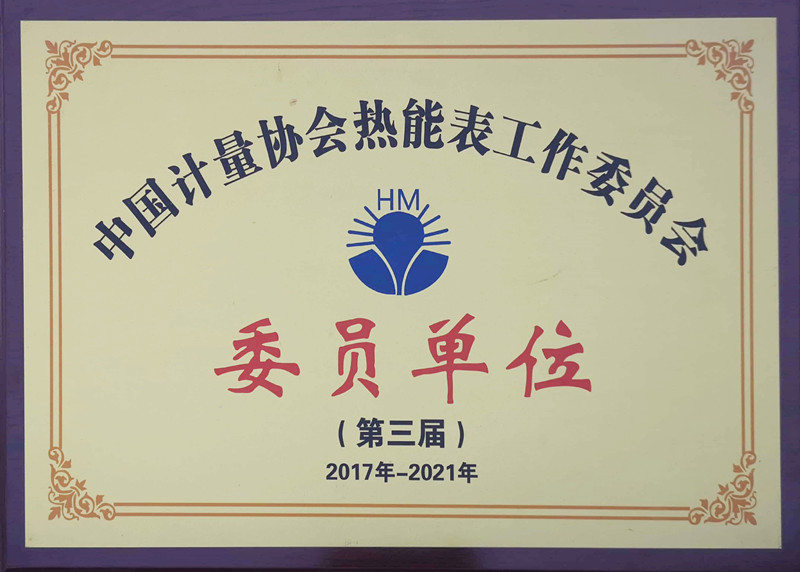 中国计量协会热能表工作委员会
HM
委员单位
（第三届）
2017年-2021年